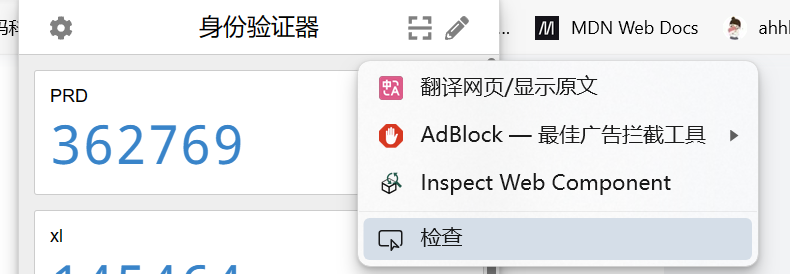 身份验证器
MDN Web Docs
PRD
362769
xl
翻译网页/显示原文
AdBlock — 最佳广告拦截工具
Inspect Web Component
检查